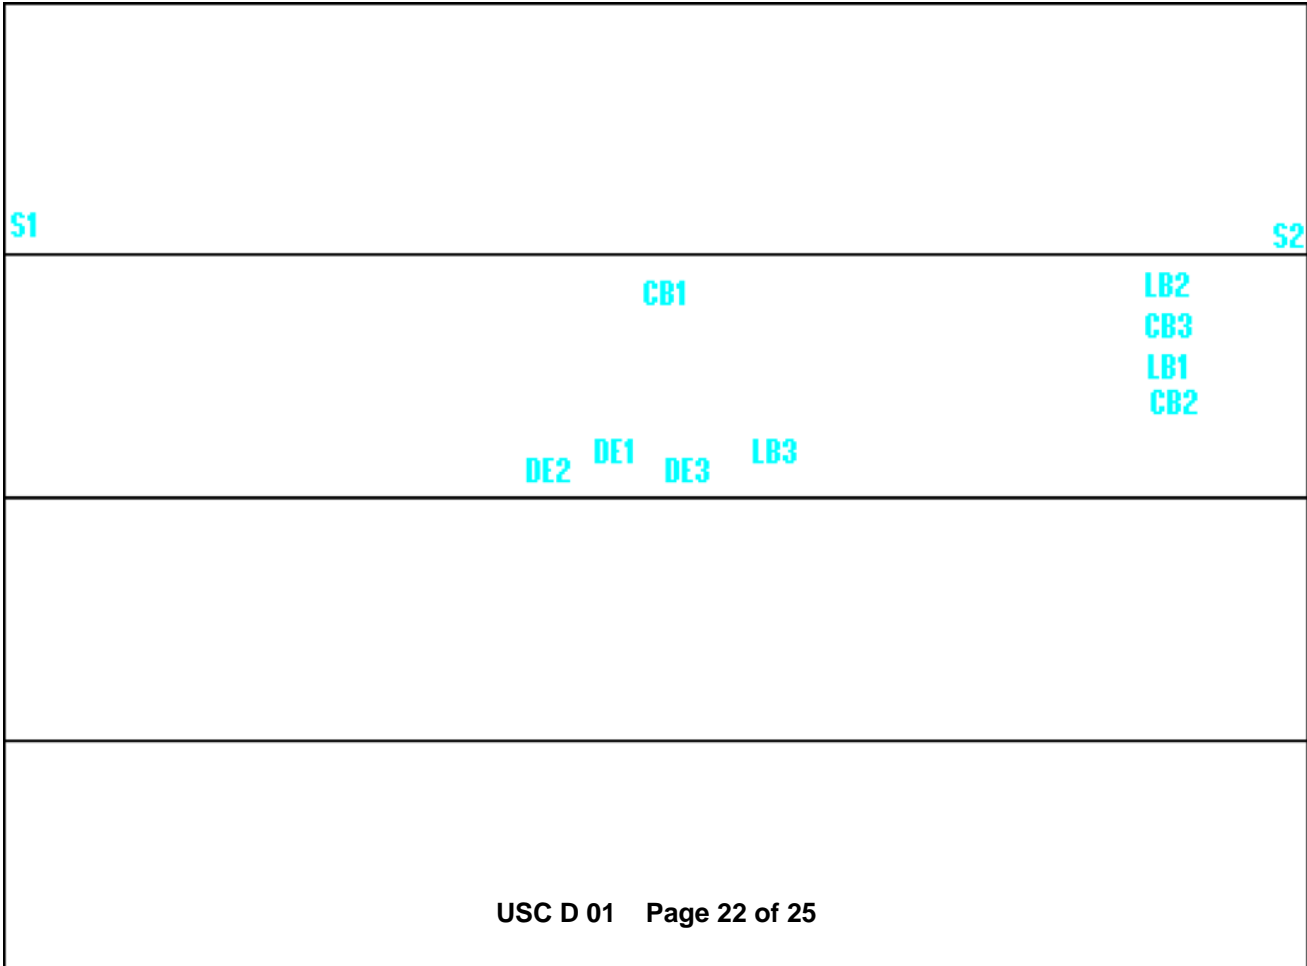 S1
S2
CB1
LB2
CB3
LB1
CB2
DE2
DE1
DE3
LB3
USC D 01 Page 22 of 25